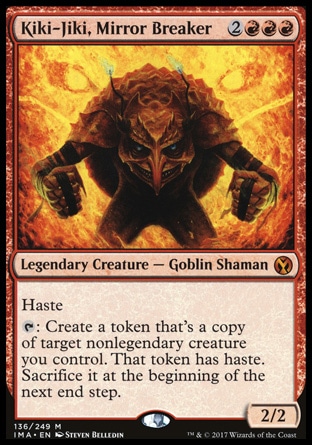 Kiki-Jiki, Mirror Breaker 2
Legendary Creature — Goblin Shaman
Haste
: Create a token that's a copy
of target nonlegendary creature
you control. That token has haste.
Sacrifice it at the beginning of the
next end step.
2/2
136/249 M
IMA • EN Steven Belledin ™ & © 2017 Wizards of the Coast